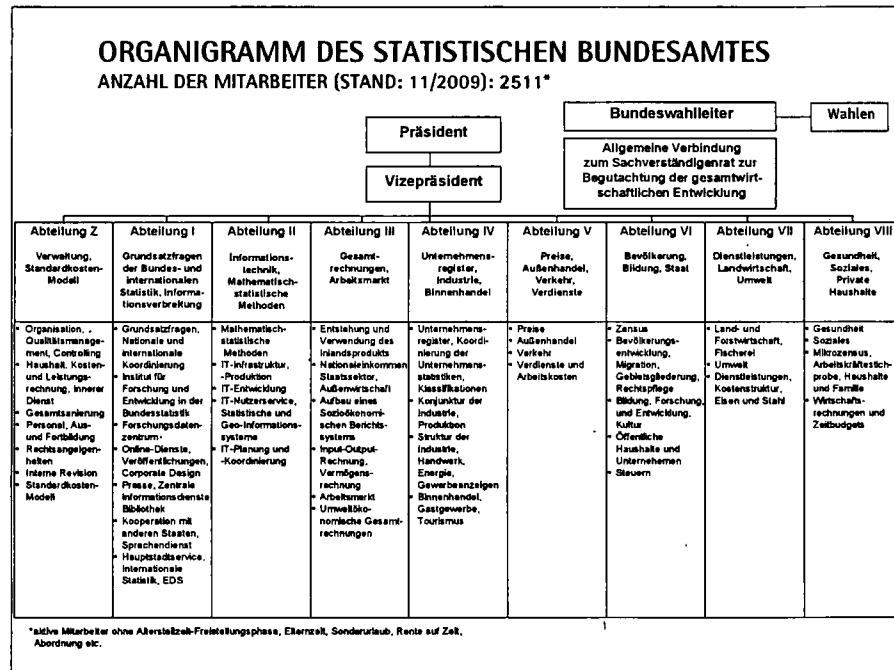 ORGANIGRAMM DES STATISTISCHEN BUNDESAMTES
ANZAHL DER MITARBEITER (STAND: 11/2009): 2511*
Bundeswahlleiter
Wahlen
Präsident
Allgemeine Verbindung
zum Sachverständigenrat zur
Begutachtung der gesamtwirt-
schaftlichen Entwicklung
Vizepräsident
Abteilung Z
Verwaltung,
Standardkosten-
Modell
• Organisation,
Qualitätsmanage-
ment, Controlling
• Haushalt, Kosten-
und Leistungs-
rechnung, Innerer
Dienst
• Gesamtsanierung
• Personal, Aus-
und Fortbildung
• Rechtsangelgen-
heiten
• Interne Revision
• Standardkosten-
Modell
Abteilung I
Grundsatzfragen
der Bundes- und
internationalen
Statistik, Informa-
tionsverbreitung
• Grundsatzfragen,
Nationale und
internationale
Koordinierung
• Institut für
Forschung und
Entwicklung in der
Bundesstatistik
• Forschungsdaten-
zentrum
• Online-Dienste,
Veröffentlichungen,
Corporate Design
• Presse, Zentrale
Informationsdienste
Bibliothek
• Kooperation mit
anderen Staaten,
Sprachendienst
• Hauptstadtservice,
Internationale
Statistik, EDS
Abteilung II
Informations-
technik,
Mathematisch-
statistische
Methoden
• Mathematisch-
statistische
Methoden
• IT-Infrastruktur,
-Produktion
• IT-Entwicklung
• IT-Nutzerservice,
Statistische und
Geo-Informations-
systeme
• IT-Planung und
-Koordinierung
Abteilung III
Gesamt-
rechnungen,
Arbeitsmarkt
• Entstehung und
Verwendung des
Inlandsprodukts
• Nationaleinkommen
Staatssektor,
Außenwirtschaft
• Aufbau eines
Sozioökonomi-
schen Berichts-
systems
• Input-Output-
Rechnung,
Vermögens-
rechnung
• Arbeitsmarkt
• Umweltöko-
nomische Gesamt-
rechnungen
Abteilung IV
Unternehmens-
register,
Industrie,
Binnenhandel
• Unternehmens-
register, Koordi-
nierung der
Unternehmens-
statistiken,
Klassifikationen
• Konjunktur der
Industrie,
Produktion
• Struktur der
Industrie,
Handwerk,
Energie,
Gewerbeanzeigen
• Binnenhandel,
Gastgewerbe,
Tourismus
Abteilung V
Preise,
Außenhandel,
Verkehr,
Verdienste
• Preise
• Außenhandel
• Verkehr
• Verdienste und
Arbeitskosten
Abteilung VI
Bevölkerung,
Bildung, Staat
• Zensus
• Bevölkerungs-
entwicklung,
Migration,
Gebietsgliederung,
Rechtspflege
• Bildung, Forschung,
und Entwicklung,
Kultur
• Öffentliche
Haushalte und
Unternehemen
• Steuern
Abteilung VII
Dienstleistungen,
Landwirtschaft,
Umwelt
• Land- und
Forstwirtschaft,
Fischerei
• Umwelt
• Dienstleistungen,
Kostenstruktur,
Eisen und Stahl
Abteilung VIII
Gesundheit,
Soziales,
Private
Haushalte
• Gesundheit
• Soziales
• Mikrozensus,
Arbeitskräftestich-
probe, Haushalte
und Familie
• Wirtschafts-
rechnungen und
Zeitbudgets
*aktive Mitarbeiter ohne Altersteilzeit-Freistellungsphase, Elternzeit, Sonderurlaub, Rente auf Zeit,
Abordnung etc.